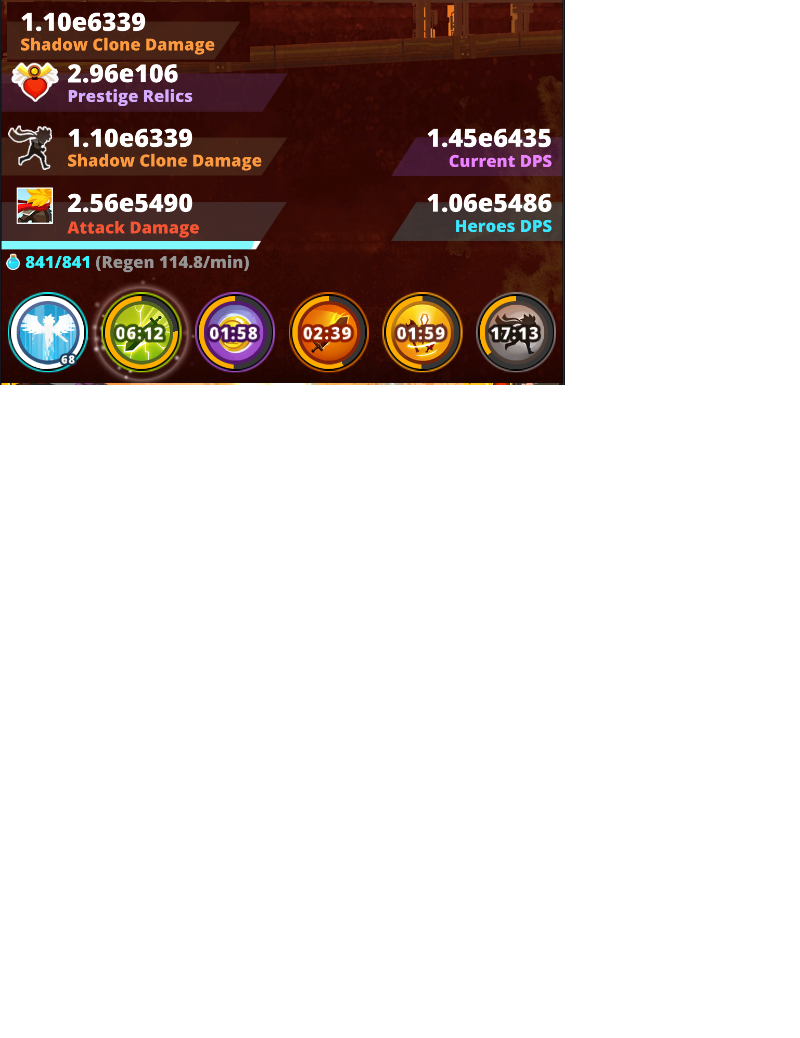 1.10e6339
Shadow Clone Damage
2.96e106
Prestige Relics
1.10e6339
Shadow Clone Damage
1.45e6435
Current DPS
2.56e5490
Attack Damage
1.06e5486
Heroes DPS
841/841 (Regen 114.8/min)
68 06:12 01:58 02:39 01:59 17:13